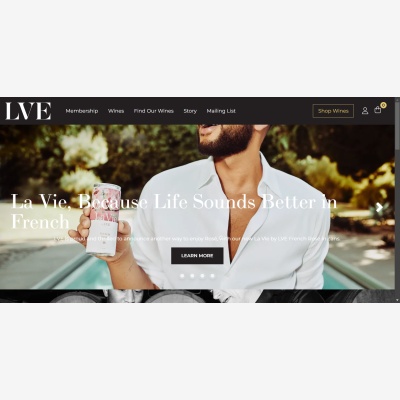 LVE
Membership Wines Find Our Wines Story Mailing List Shop Wines 0
La Vie, Because Life Sounds Better in
French
LEARN MORE